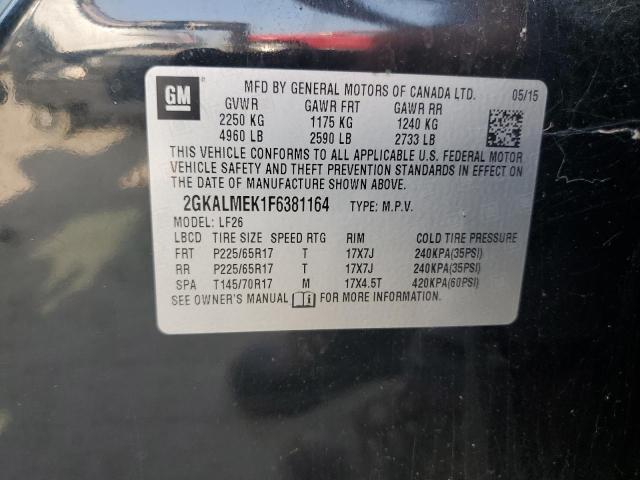 GM
MFD BY GENERAL MOTORS OF CANADA LTD. 05/15
GVWR GAWR FRT GAWR RR
2250 KG 1175 KG 1240 KG
4960 LB 2590 LB 2733 LB
THIS VEHICLE CONFORMS TO ALL APPLICABLE U.S. FEDERAL MOTOR
VEHICLE SAFETY AND THEFT PREVENTION STANDARDS IN EFFECT ON
THE DATE OF MANUFACTURE SHOWN ABOVE.
2GKALMEK1F6381164 TYPE: M.P.V.
MODEL: LF26
LBCD TIRE SIZE SPEED RTG RIM COLD TIRE PRESSURE
FRT P225/65R17 T 17X7J 240KPA(35PSI)
RR P225/65R17 T 17X7J 240KPA(35PSI)
SPA T145/70R17 M 17X4.5T 420KPA(60PSI)
SEE OWNER'S MANUAL FOR MORE INFORMATION.